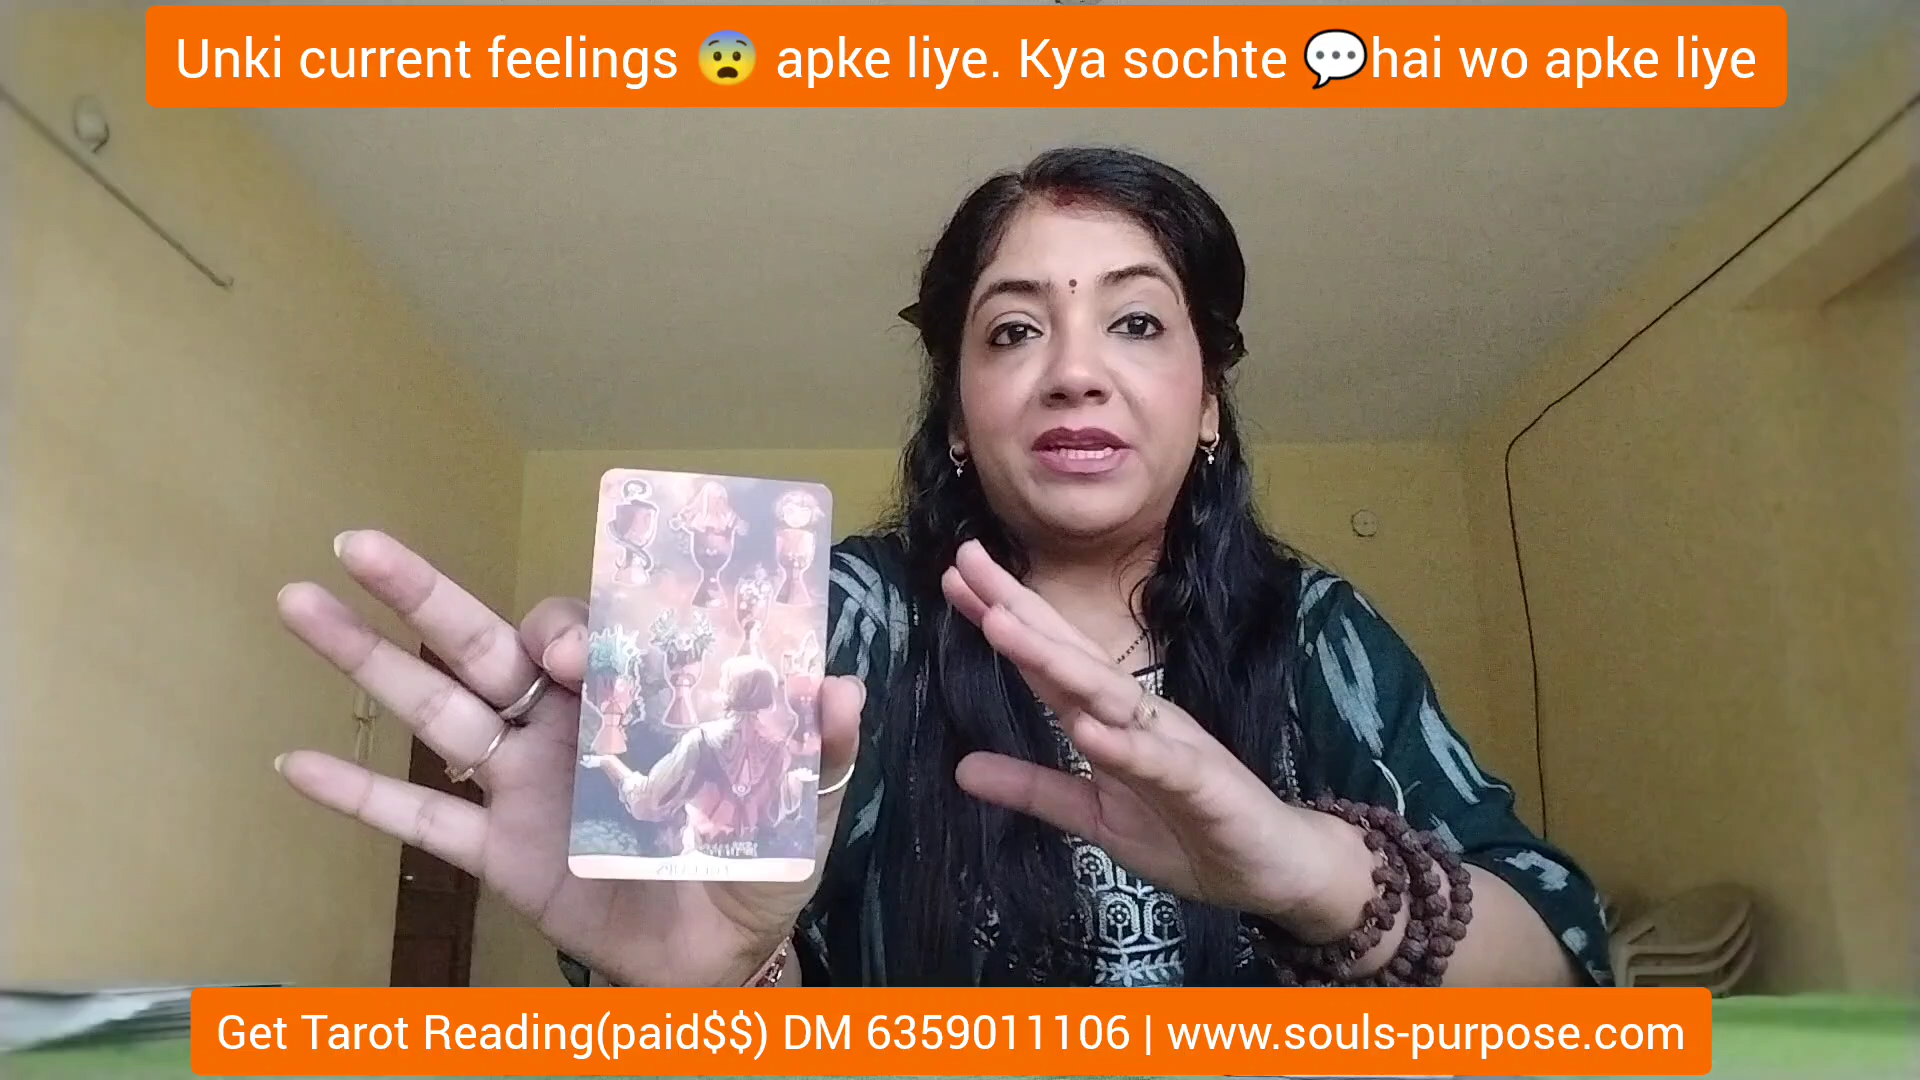 Unki current feelings 😨 apke liye. Kya sochte 💬hai wo apke liye
Get Tarot Reading(paid$$) DM 6359011106 | www.souls-purpose.com